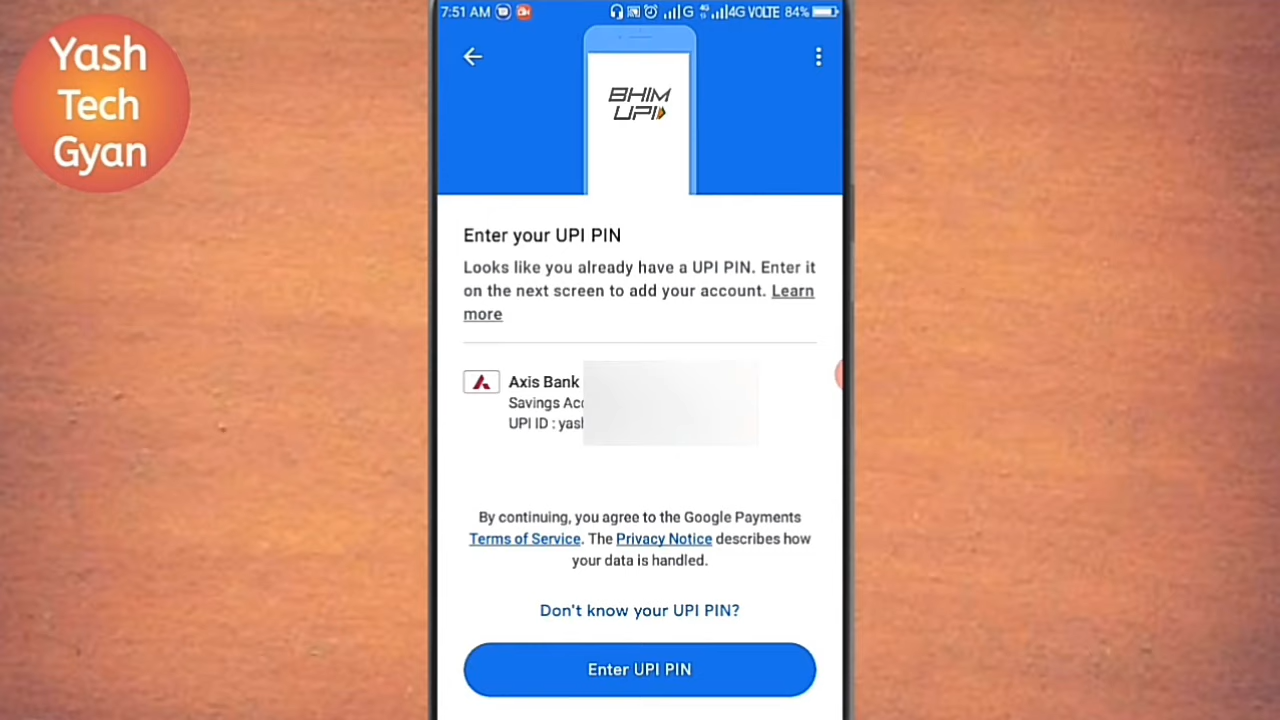 Yash
Tech
Gyan
7:51 AM
G 4G 4G VOLTE 84%
BHIM
UPI
Enter your UPI PIN
Looks like you already have a UPI PIN. Enter it
on the next screen to add your account. Learn
more
Axis Bank
Savings Acc
UPI ID : yash
By continuing, you agree to the Google Payments
Terms of Service. The Privacy Notice describes how
your data is handled.
Don't know your UPI PIN?
Enter UPI PIN